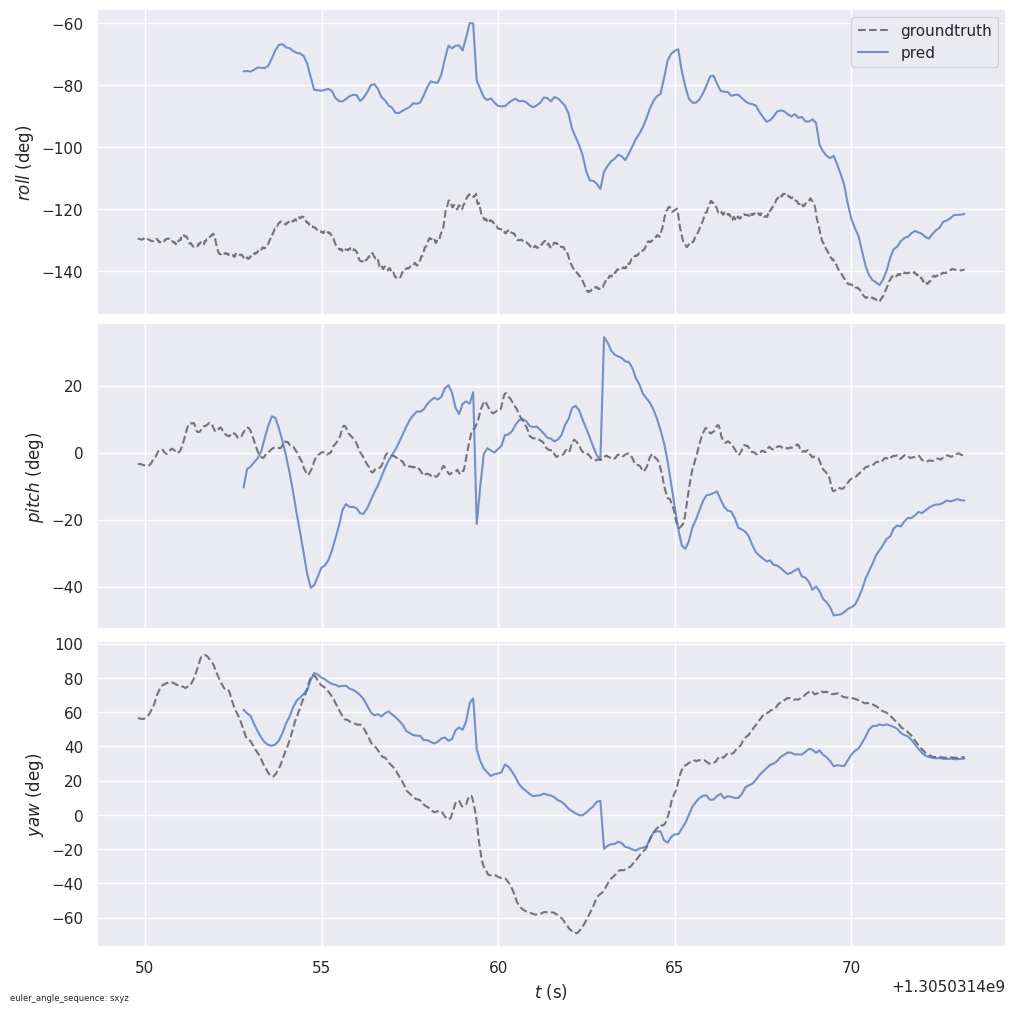 groundtruth
pred
−60
−80
−100
−120
−140
roll (deg)
20
0
−20
−40
pitch (deg)
100
80
60
40
20
0
−20
−40
−60
yaw (deg)
50 55 60 65 70
+1.3050314e9
t (s)
euler_angle_sequence: sxyz